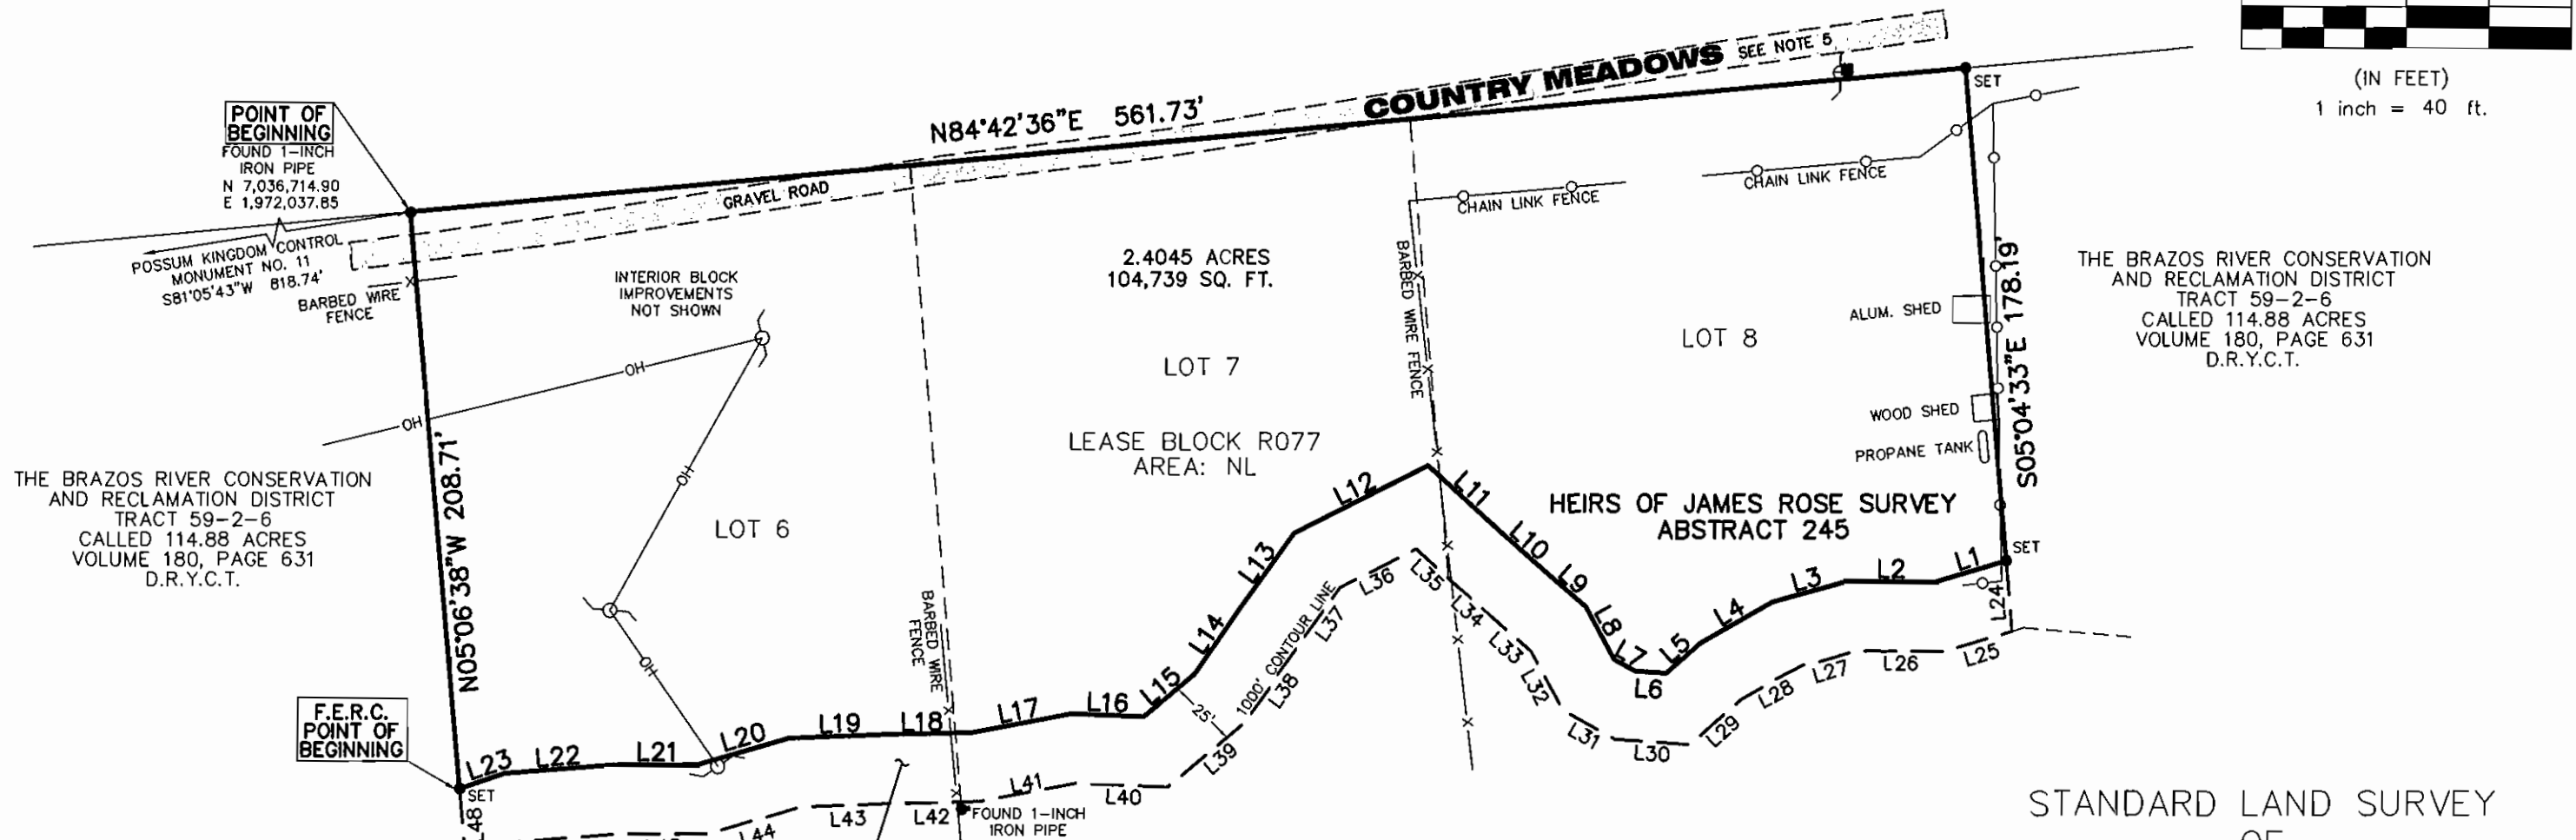 COUNTRY MEADOWS SEE NOTE 5
N84°42'36"E 561.73'
(IN FEET)
1 inch = 40 ft.
SET
POINT OF
BEGINNING
FOUND 1-INCH
IRON PIPE
N 7,036,714.90
E 1,972,037.85
GRAVEL ROAD
POSSUM KINGDOM CONTROL
MONUMENT NO. 11
S81°05'43"W 818.74'
BARBED WIRE
FENCE
INTERIOR BLOCK
IMPROVEMENTS
NOT SHOWN
2.4045 ACRES
104,739 SQ. FT.
CHAIN LINK FENCE
CHAIN LINK FENCE
BARBED WIRE FENCE
LOT 7
LOT 8
ALUM. SHED
WOOD SHED
PROPANE TANK
S05°04'33"E 178.19'
THE BRAZOS RIVER CONSERVATION
AND RECLAMATION DISTRICT
TRACT 59-2-6
CALLED 114.88 ACRES
VOLUME 180, PAGE 631
D.R.Y.C.T.
OH
OH
OH
OH
LEASE BLOCK R077
AREA: NL
HEIRS OF JAMES ROSE SURVEY
ABSTRACT 245
THE BRAZOS RIVER CONSERVATION
AND RECLAMATION DISTRICT
TRACT 59-2-6
CALLED 114.88 ACRES
VOLUME 180, PAGE 631
D.R.Y.C.T.
N05°06'38"W 208.71'
LOT 6
BARBED WIRE
FENCE
SET
L1
L2
L3
L4
L5
L6
L7
L8
L9
L10
L11
L12
L13
L14
L15
L16
L17
L18
L19
L20
L21
L22
L23
L24
L25
L26
L27
L28
L29
L30
L31
L32
L33
L34
L35
L36
L37
1000' CONTOUR LINE
L38
25'
L39
L40
L41
L42
L43
L44
L48
F.E.R.C.
POINT OF
BEGINNING
SET
FOUND 1-INCH
IRON PIPE
STANDARD LAND SURVEY
OF